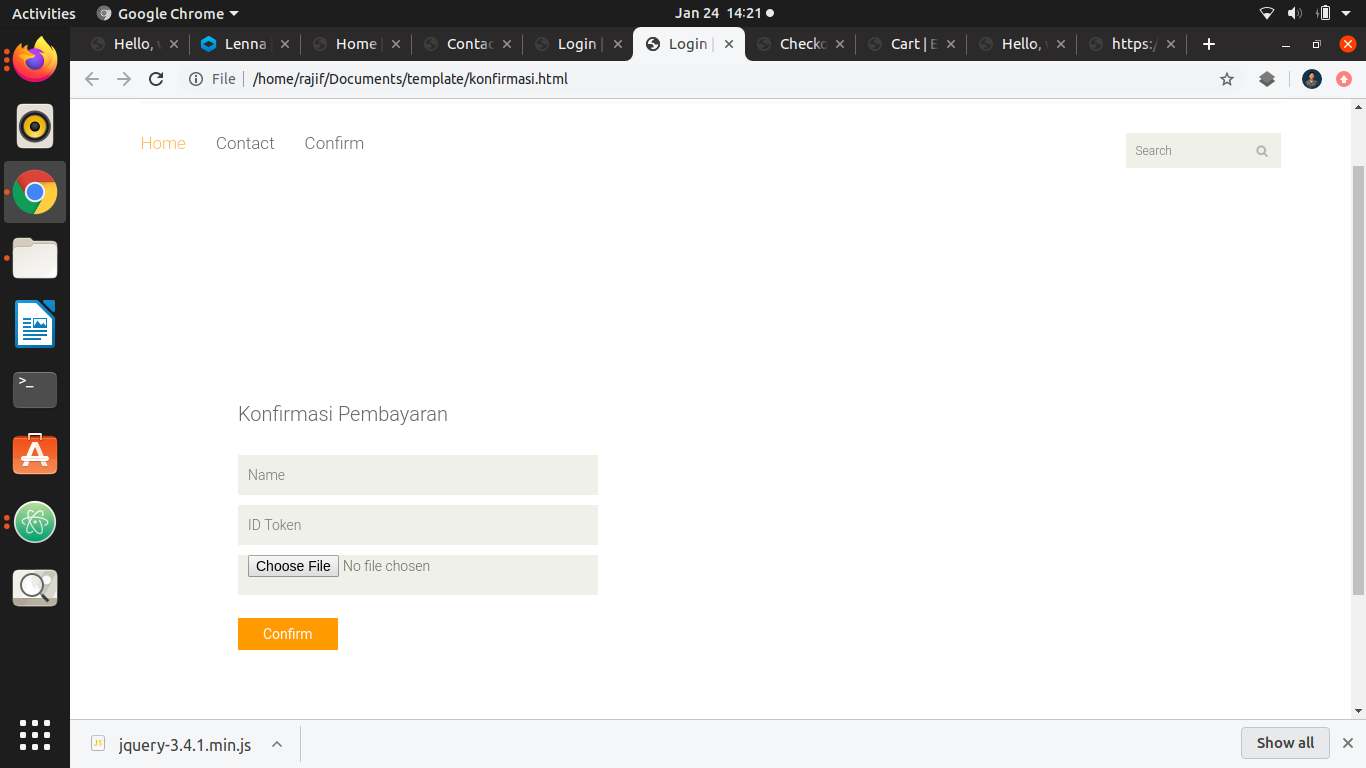 Activities Google Chrome Jan 24 14:21
Hello, Lenna Home Contac Login | Login | Checko Cart | E Hello, https:/
File /home/rajif/Documents/template/konfirmasi.html
Home Contact Confirm Search
Konfirmasi Pembayaran
Name
ID Token
Choose File No file chosen
Confirm
JS jquery-3.4.1.min.js Show all